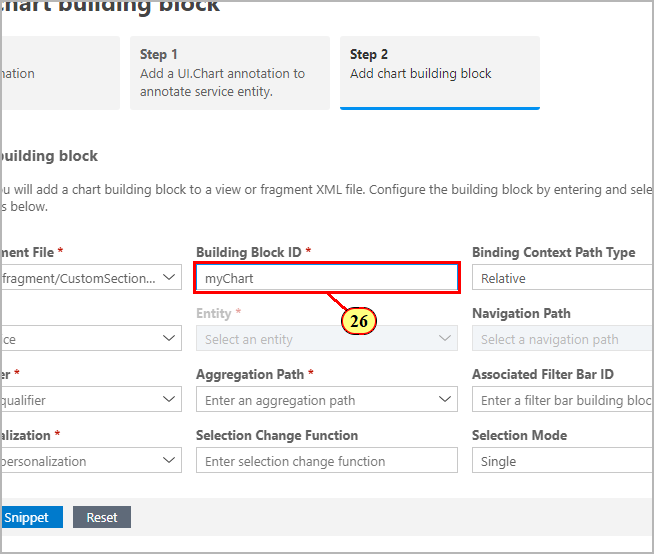 chart building block
nation
Step 1
Add a UI.Chart annotation to
annotate service entity.
Step 2
Add chart building block
building block
ou will add a chart building block to a view or fragment XML file. Configure the building block by entering and sele
s below.
ment File *
Building Block ID *
Binding Context Path Type
/fragment/CustomSection...
myChart
Relative
26
Entity *
Navigation Path
ce
Select an entity
Select a navigation path
er *
Aggregation Path *
Associated Filter Bar ID
qualifier
Enter an aggregation path
Enter a filter bar building bloc
alization *
Selection Change Function
Selection Mode
personalization
Enter selection change function
Single
Snippet
Reset